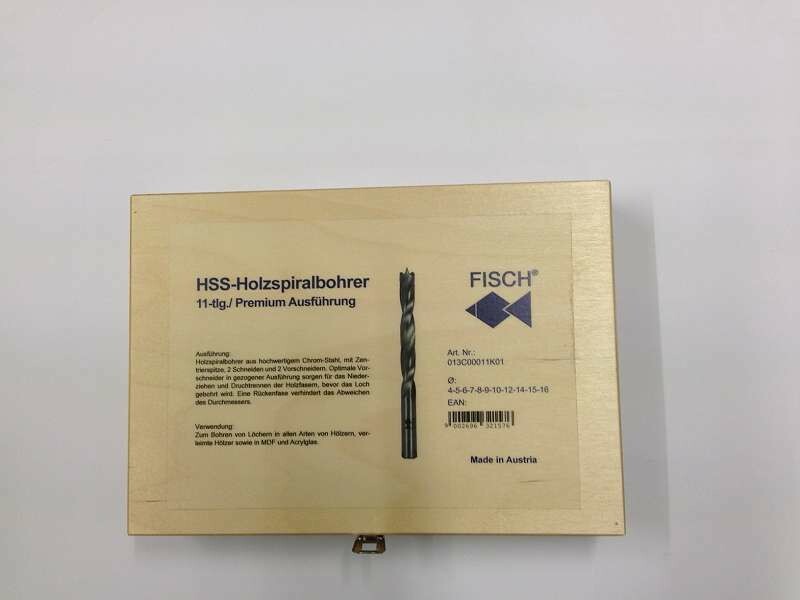 HSS-Holzspiralbohrer
11-tlg./ Premium Ausführung
Ausführung:
Holzspiralbohrer aus hochwertigem Chrom-Stahl, mit Zen-
trierspitze, 2 Schneiden und 2 Vorschneidern. Optimale Vor-
schneider in gezogener Ausführung sorgen für das Nieder-
ziehen und Druchtrennen der Holzfasern, bevor das Loch
gebohrt wird. Eine Rückenfase verhindert das Abweichen
des Durchmessers.
Verwendung:
Zum Bohren von Löchern in allen Arten von Hölzern, ver-
leimte Hölzer sowie in MDF und Acrylglas.
FISCH®
Art. Nr.:
013C00011K01
Ø:
4-5-6-7-8-9-10-12-14-15-16
EAN:
9 002696 321576
Made in Austria